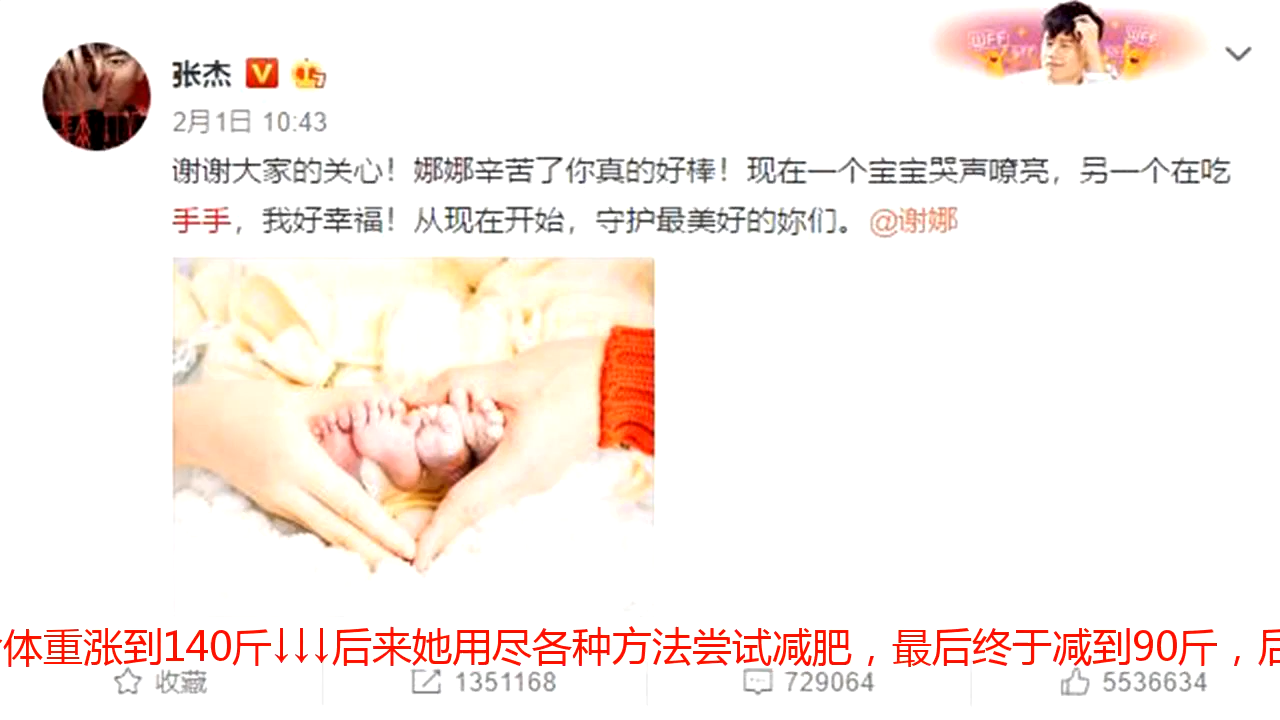 张杰
2月1日 10:43
谢谢大家的关心！娜娜辛苦了你真的好棒！现在一个宝宝哭声嘹亮，另一个在吃
手手，我好幸福！从现在开始，守护最美好的妳们。@谢娜
体重涨到140斤↓↓↓后来她用尽各种方法尝试减肥，最后终于减到90斤，后
收藏 1351168 729064 5536634